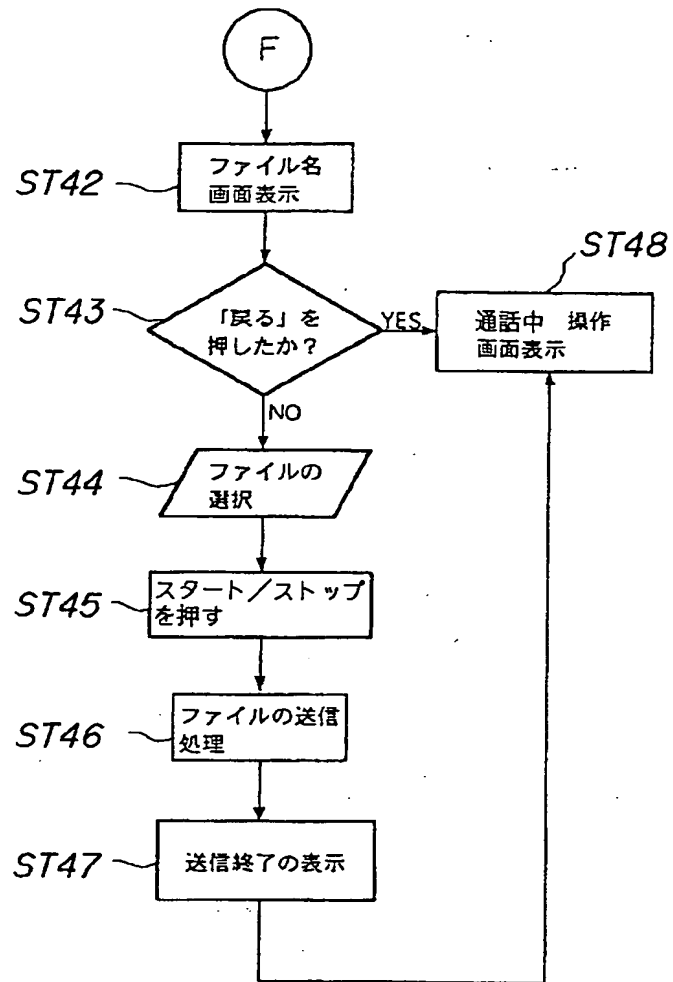 F
ST42
ファイル名
画面表示
ST43
「戻る」を
押したか？
YES
ST48
通話中 操作
画面表示
NO
ST44
ファイルの
選択
ST45
スタート／ストップ
を押す
ST46
ファイルの送信
処理
ST47
送信終了の表示